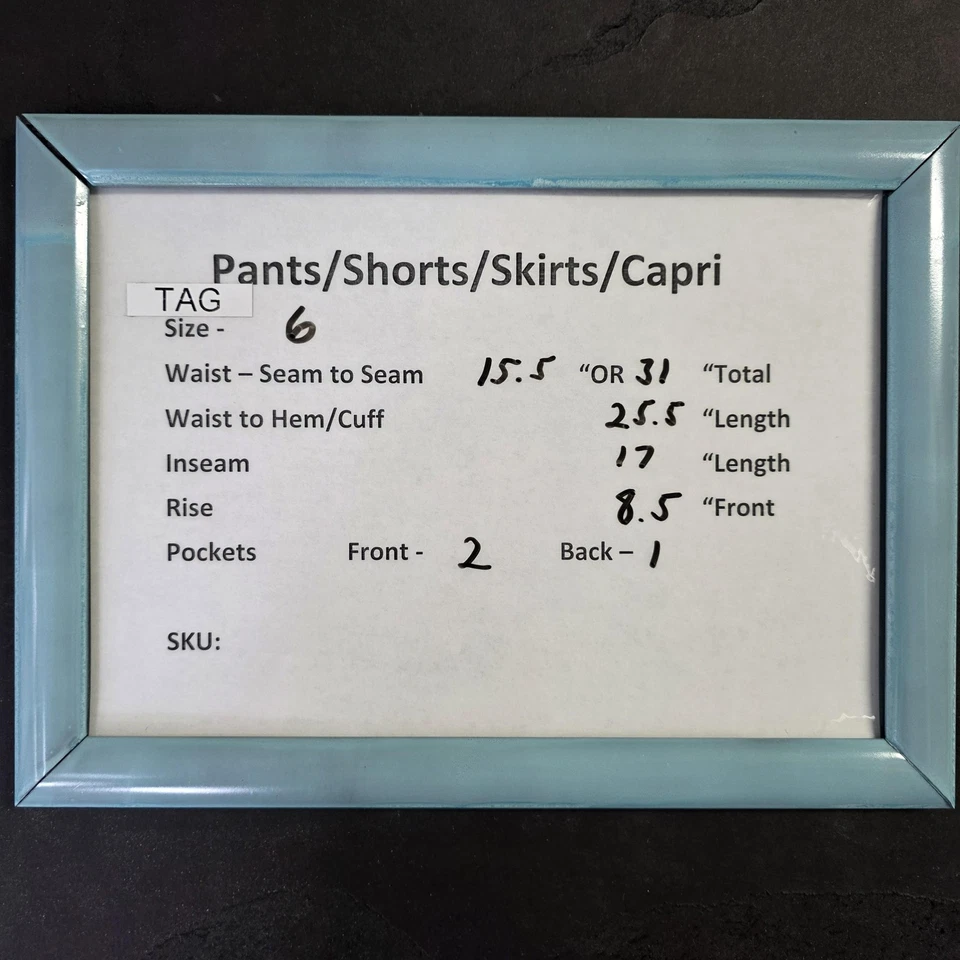 Pants/Shorts/Skirts/Capri
TAG
Size - 6
Waist – Seam to Seam 15.5 “OR 31 “Total
Waist to Hem/Cuff 25.5 “Length
Inseam 17 “Length
Rise 8.5 “Front
Pockets Front - 2 Back – 1
SKU: